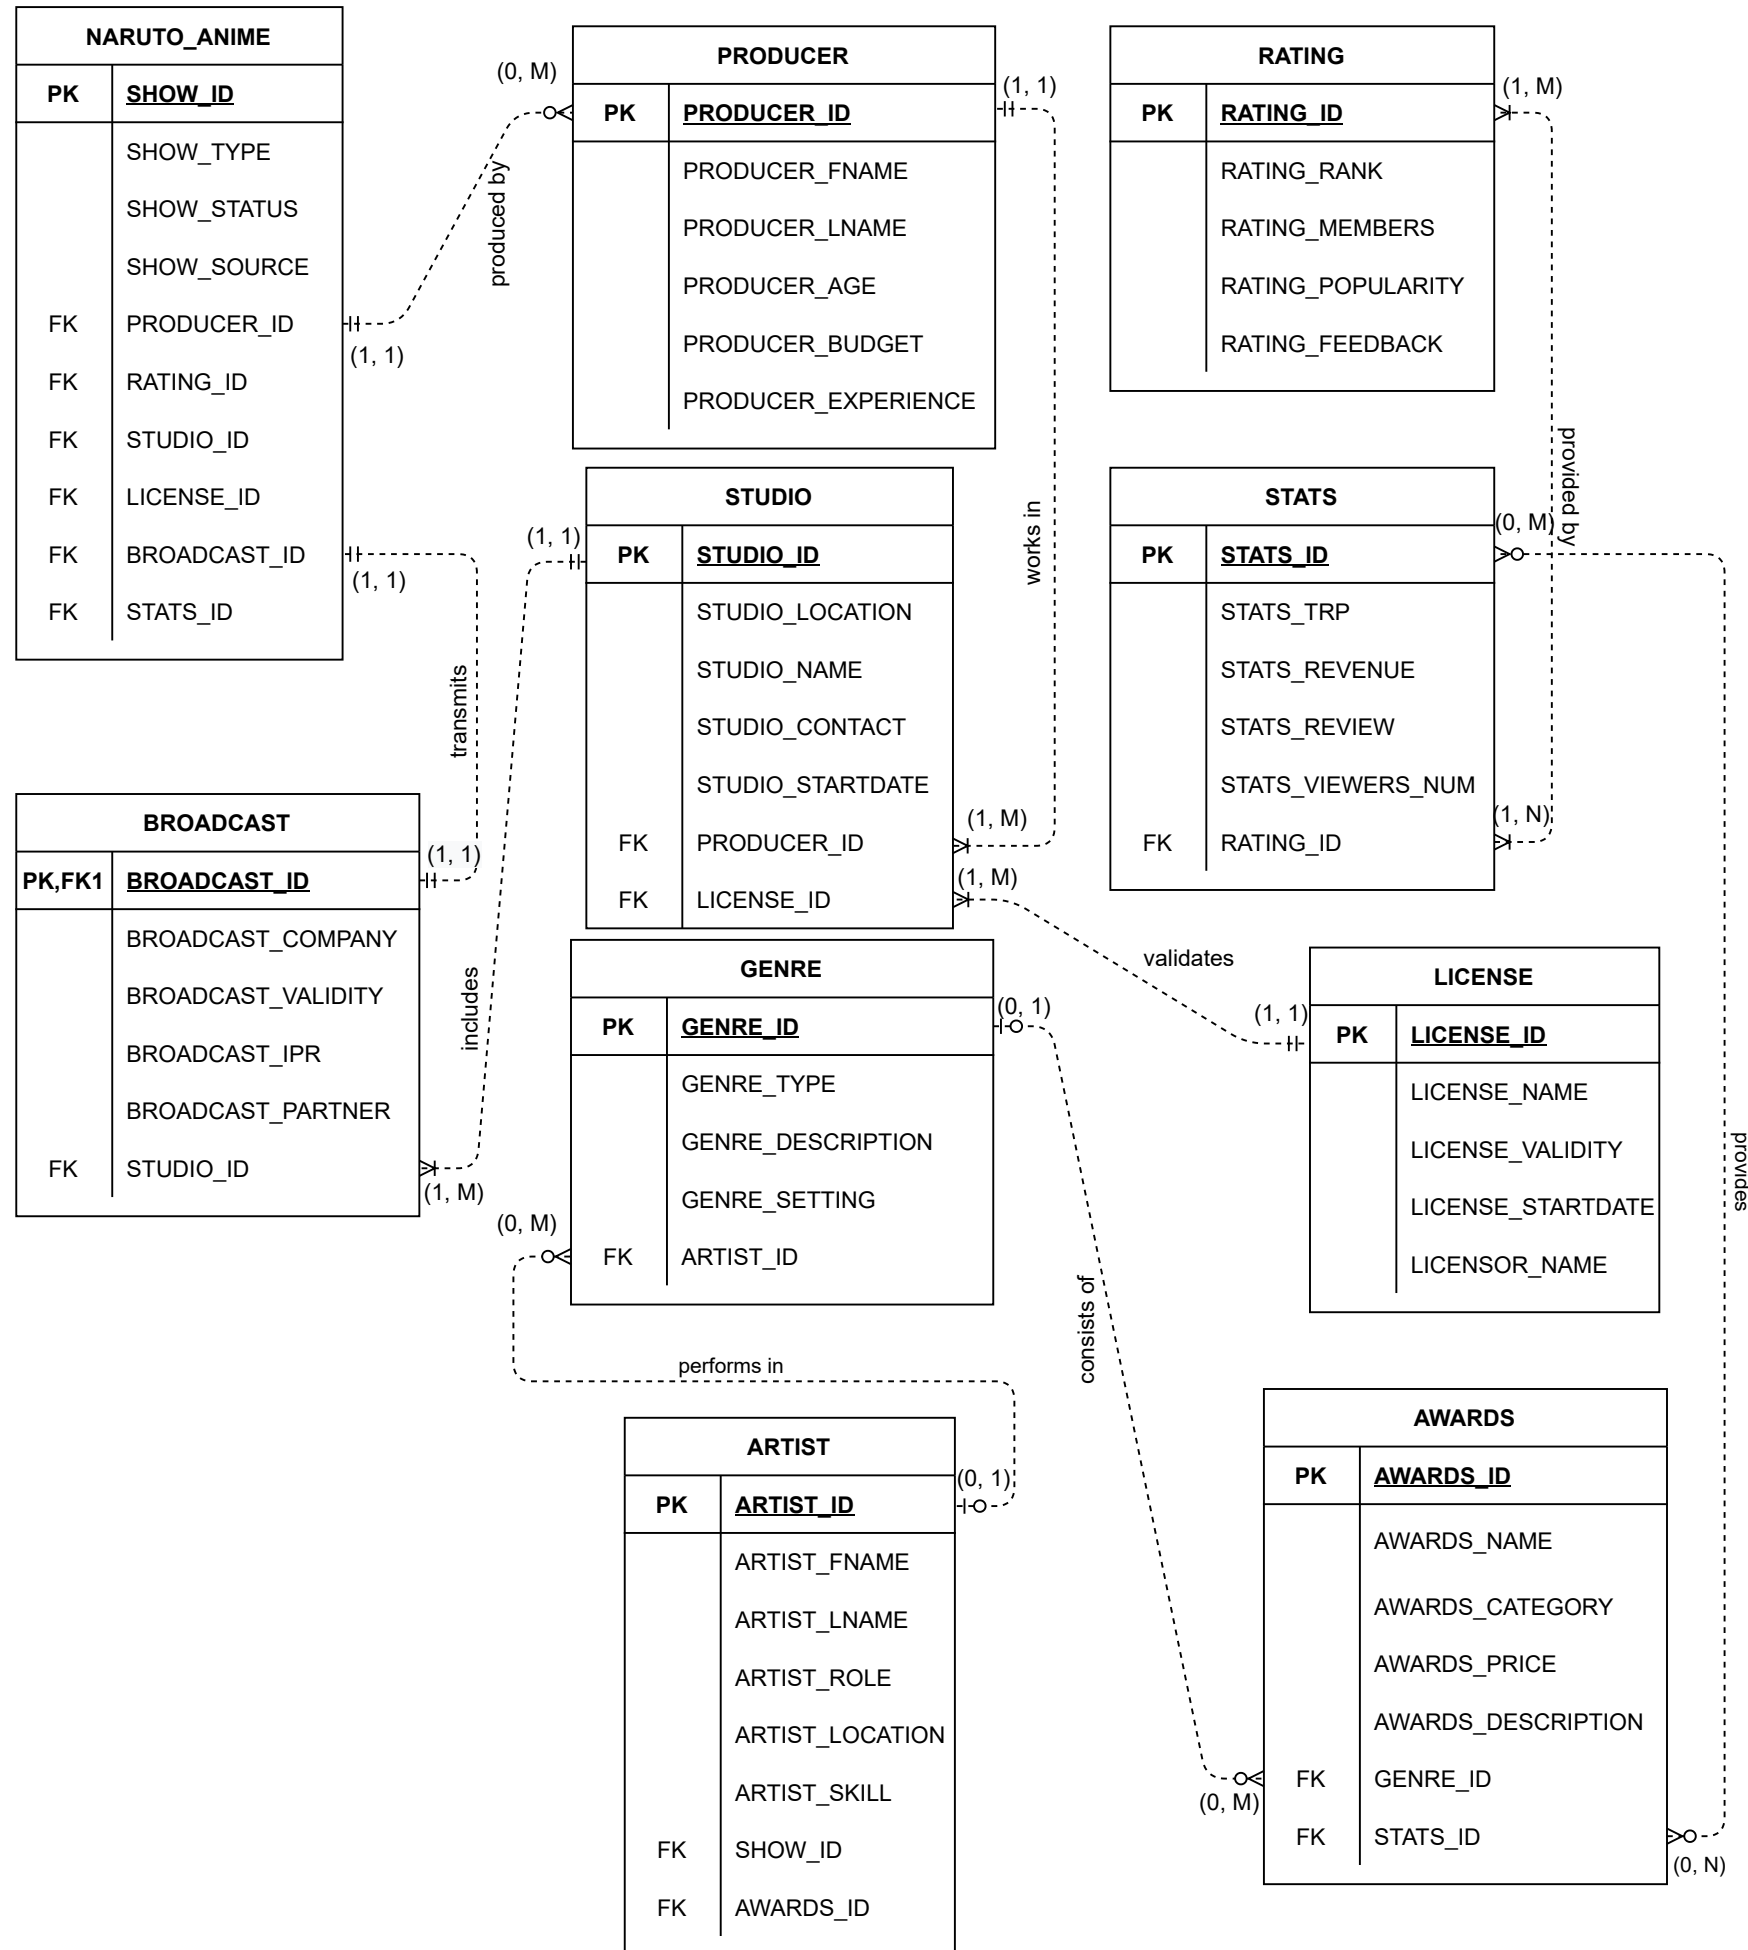 NARUTO_ANIME
PK SHOW_ID
SHOW_TYPE
SHOW_STATUS
SHOW_SOURCE
FK PRODUCER_ID
FK RATING_ID
FK STUDIO_ID
FK LICENSE_ID
FK BROADCAST_ID
FK STATS_ID
(1, 1)
(1, 1)
(0, M)
produced by
PRODUCER
PK PRODUCER_ID
PRODUCER_FNAME
PRODUCER_LNAME
PRODUCER_AGE
PRODUCER_BUDGET
PRODUCER_EXPERIENCE
(1, 1)
works in
RATING
PK RATING_ID
RATING_RANK
RATING_MEMBERS
RATING_POPULARITY
RATING_FEEDBACK
(1, M)
provided by
STUDIO
PK STUDIO_ID
STUDIO_LOCATION
STUDIO_NAME
STUDIO_CONTACT
STUDIO_STARTDATE
FK PRODUCER_ID
FK LICENSE_ID
(1, 1)
(1, M)
(1, M)
STATS
PK STATS_ID
STATS_TRP
STATS_REVENUE
STATS_REVIEW
STATS_VIEWERS_NUM
FK RATING_ID
(0, M)
(1, N)
transmits
BROADCAST
PK,FK1 BROADCAST_ID
BROADCAST_COMPANY
BROADCAST_VALIDITY
BROADCAST_IPR
BROADCAST_PARTNER
FK STUDIO_ID
(1, 1)
(1, M)
includes
GENRE
PK GENRE_ID
GENRE_TYPE
GENRE_DESCRIPTION
GENRE_SETTING
FK ARTIST_ID
(0, 1)
(0, M)
validates
LICENSE
PK LICENSE_ID
LICENSE_NAME
LICENSE_VALIDITY
LICENSE_STARTDATE
LICENSOR_NAME
(1, 1)
provides
consists of
performs in
ARTIST
PK ARTIST_ID
ARTIST_FNAME
ARTIST_LNAME
ARTIST_ROLE
ARTIST_LOCATION
ARTIST_SKILL
FK SHOW_ID
FK AWARDS_ID
(0, 1)
AWARDS
PK AWARDS_ID
AWARDS_NAME
AWARDS_CATEGORY
AWARDS_PRICE
AWARDS_DESCRIPTION
FK GENRE_ID
FK STATS_ID
(0, M)
(0, N)